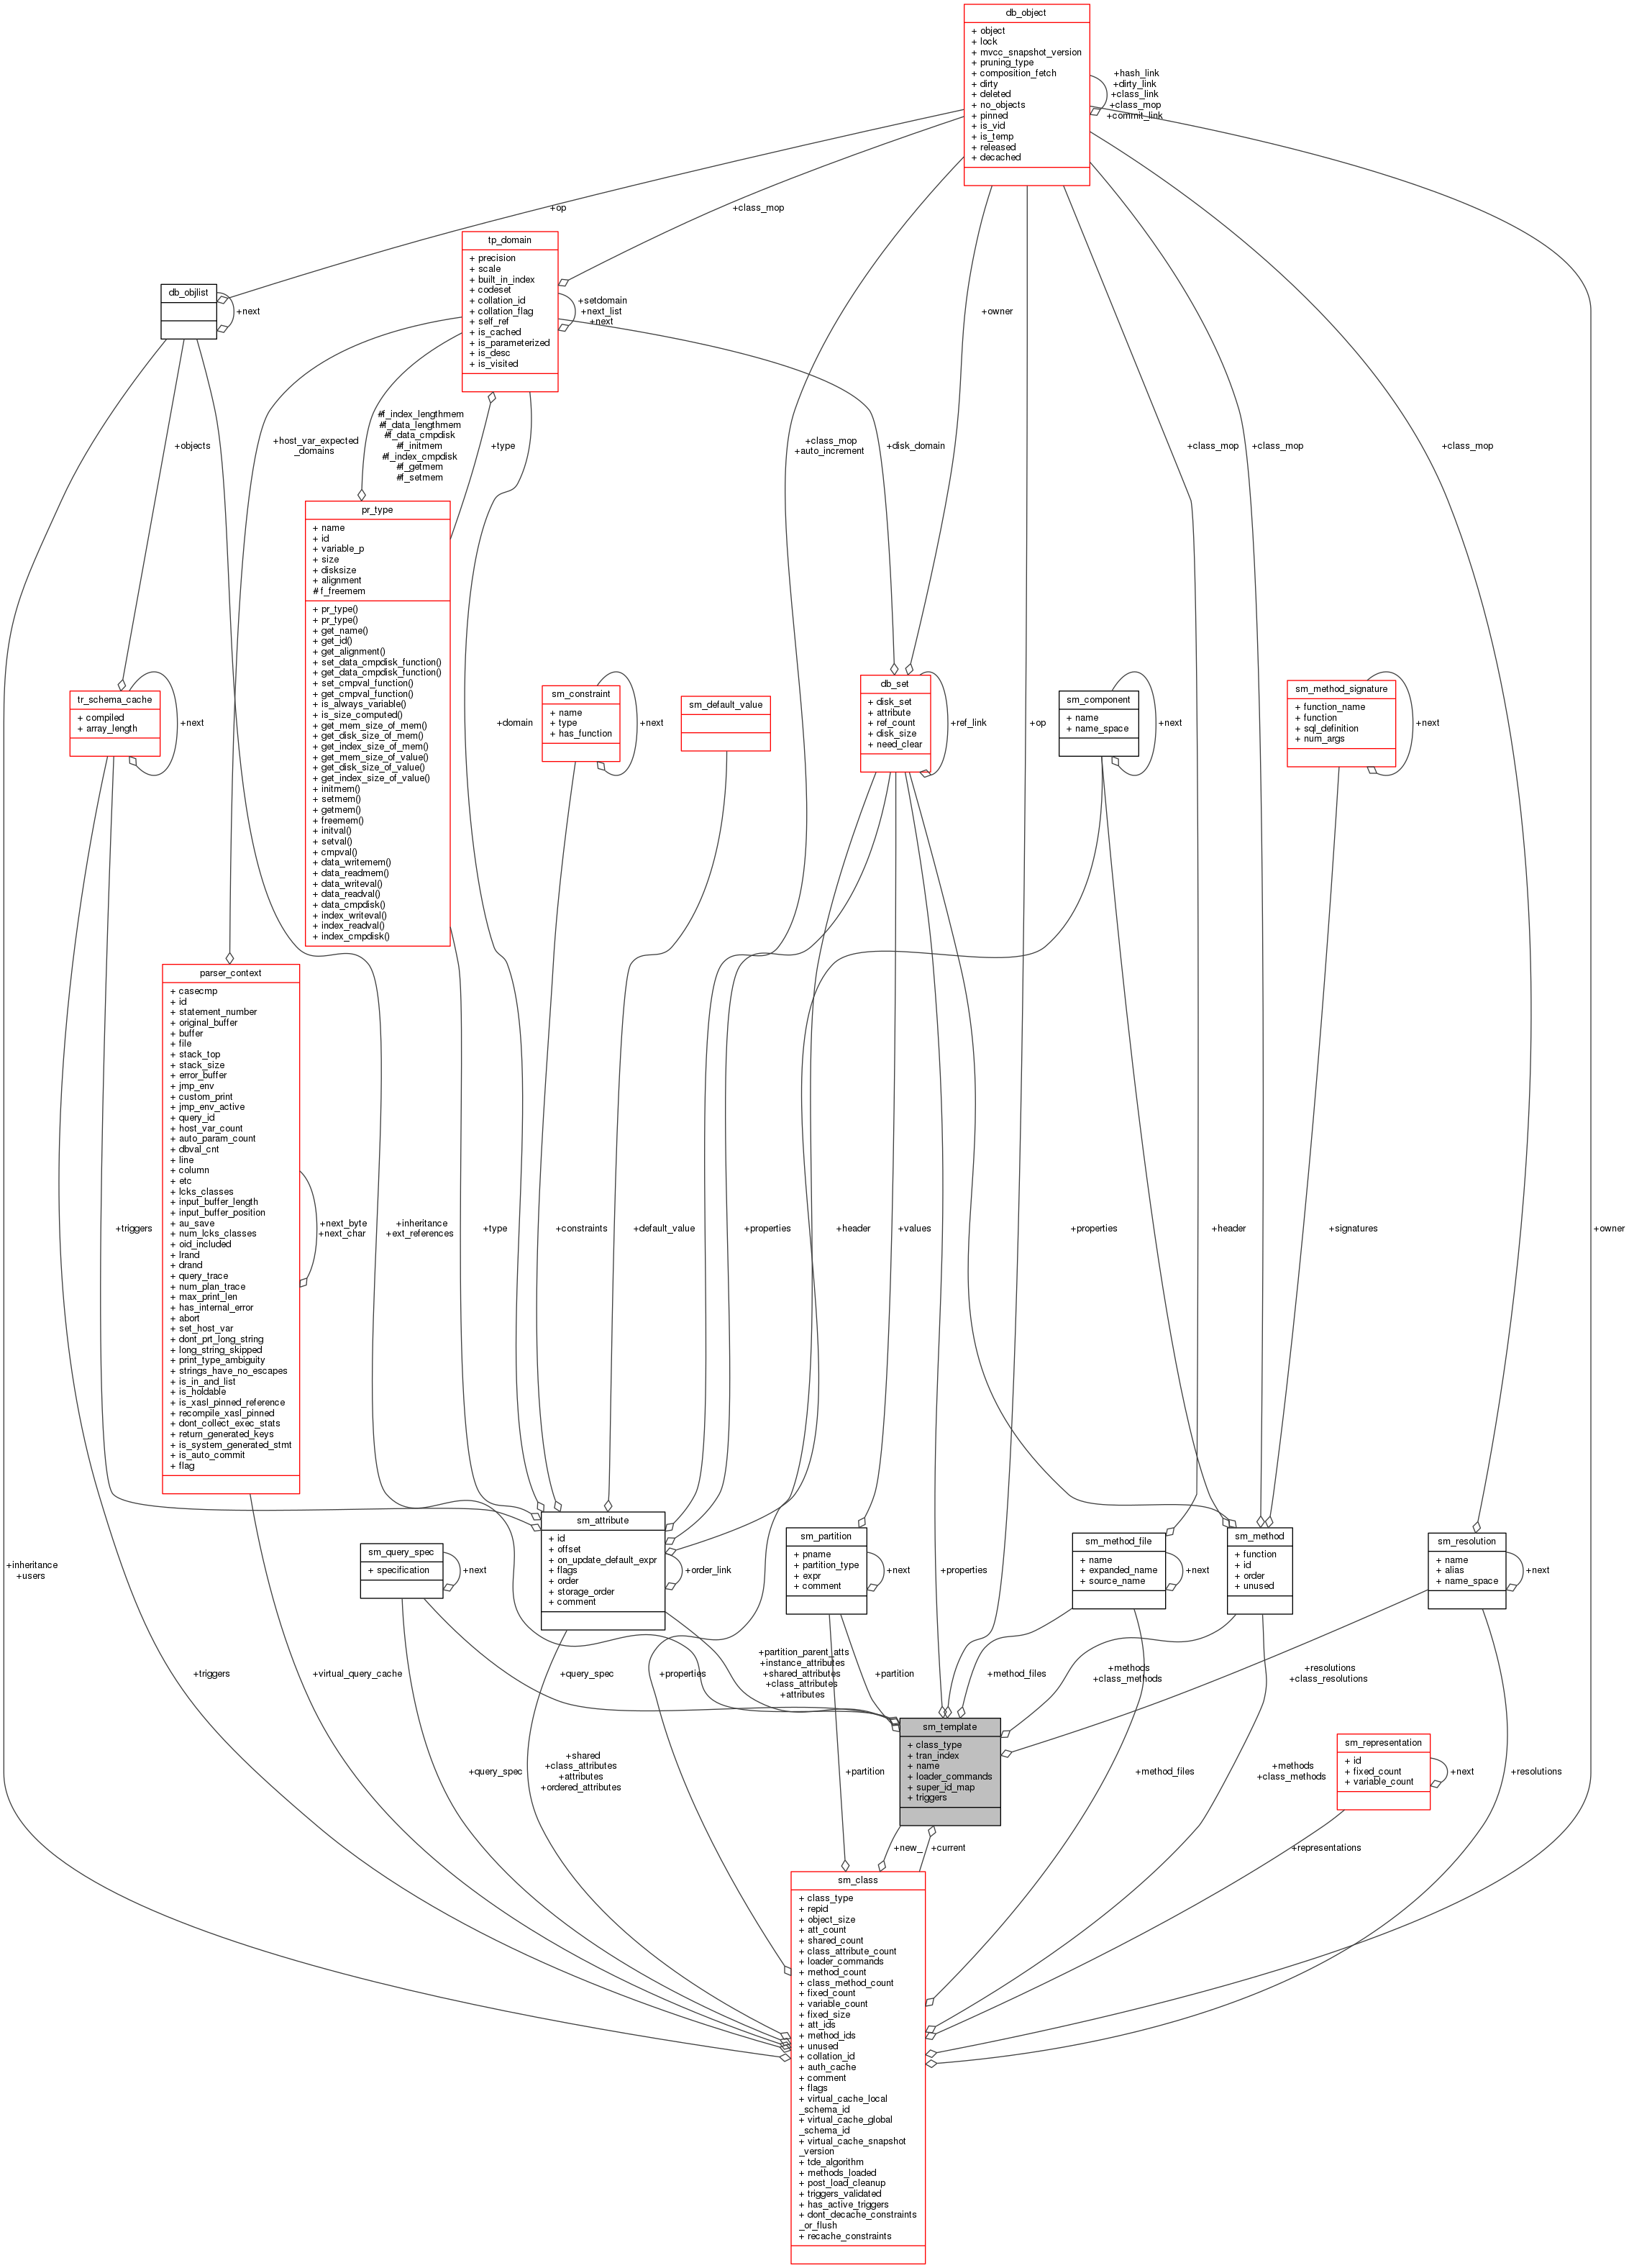 db_object
+ object
+ lock
+ mvcc_snapshot_version
+ pruning_type
+ composition_fetch
+ dirty
+ deleted
+ no_objects
+ pinned
+ is_vid
+ is_temp
+ released
+ decached
+hash_link
+dirty_link
+class_link
+class_mop
+commit_link
+op
+class_mop
tp_domain
+ precision
+ scale
+ built_in_index
+ codeset
+ collation_id
+ collation_flag
+ self_ref
+ is_cached
+ is_parameterized
+ is_desc
+ is_visited
+setdomain
+next_list
+next
db_objlist
+next
+owner
+objects
+host_var_expected
_domains
#f_index_lengthmem
#f_data_lengthmem
#f_data_cmpdisk
#f_initmem
#f_index_cmpdisk
#f_getmem
#f_setmem
+type
+class_mop
+auto_increment
+disk_domain
+class_mop
+class_mop
+class_mop
pr_type
+ name
+ id
+ variable_p
+ size
+ disksize
+ alignment
# f_freemem
+ pr_type()
+ pr_type()
+ get_name()
+ get_id()
+ get_alignment()
+ set_data_cmpdisk_function()
+ get_data_cmpdisk_function()
+ set_cmpval_function()
+ get_cmpval_function()
+ is_always_variable()
+ is_size_computed()
+ get_mem_size_of_mem()
+ get_disk_size_of_mem()
+ get_index_size_of_mem()
+ get_mem_size_of_value()
+ get_disk_size_of_value()
+ get_index_size_of_value()
+ initmem()
+ setmem()
+ getmem()
+ freemem()
+ initval()
+ setval()
+ cmpval()
+ data_writemem()
+ data_readmem()
+ data_writeval()
+ data_readval()
+ data_cmpdisk()
+ index_writeval()
+ index_readval()
+ index_cmpdisk()
tr_schema_cache
+ compiled
+ array_length
+next
+domain
sm_constraint
+ name
+ type
+ has_function
+next
sm_default_value
db_set
+ disk_set
+ attribute
+ ref_count
+ disk_size
+ need_clear
+ref_link
+op
sm_component
+ name
+ name_space
+next
sm_method_signature
+ function_name
+ function
+ sql_definition
+ num_args
+next
parser_context
+ casecmp
+ id
+ statement_number
+ original_buffer
+ buffer
+ file
+ stack_top
+ stack_size
+ error_buffer
+ jmp_env
+ custom_print
+ jmp_env_active
+ query_id
+ host_var_count
+ auto_param_count
+ dbval_cnt
+ line
+ column
+ etc
+ lcks_classes
+ input_buffer_length
+ input_buffer_position
+ au_save
+ num_lcks_classes
+ oid_included
+ lrand
+ drand
+ query_trace
+ num_plan_trace
+ max_print_len
+ has_internal_error
+ abort
+ set_host_var
+ dont_prt_long_string
+ long_string_skipped
+ print_type_ambiguity
+ strings_have_no_escapes
+ is_in_and_list
+ is_holdable
+ is_xasl_pinned_reference
+ recompile_xasl_pinned
+ dont_collect_exec_stats
+ return_generated_keys
+ is_system_generated_stmt
+ is_auto_commit
+ flag
+triggers
+next_byte
+next_char
+inheritance
+ext_references
+type
+constraints
+default_value
+properties
+header
+values
+properties
+header
+signatures
+owner
+inheritance
+users
sm_query_spec
+ specification
+next
sm_attribute
+ id
+ offset
+ on_update_default_expr
+ flags
+ order
+ storage_order
+ comment
+order_link
sm_partition
+ pname
+ partition_type
+ expr
+ comment
+next
+properties
sm_method_file
+ name
+ expanded_name
+ source_name
+next
sm_method
+ function
+ id
+ order
+ unused
sm_resolution
+ name
+ alias
+ name_space
+next
+triggers
+virtual_query_cache
+query_spec
+properties
+partition_parent_atts
+instance_attributes
+shared_attributes
+class_attributes
+attributes
+partition
+method_files
+methods
+class_methods
+resolutions
+class_resolutions
sm_template
+ class_type
+ tran_index
+ name
+ loader_commands
+ super_id_map
+ triggers
+query_spec
+shared
+class_attributes
+attributes
+ordered_attributes
+partition
+method_files
+methods
+class_methods
sm_representation
+ id
+ fixed_count
+ variable_count
+next
+resolutions
+new_
+current
+representations
sm_class
+ class_type
+ repid
+ object_size
+ att_count
+ shared_count
+ class_attribute_count
+ loader_commands
+ method_count
+ class_method_count
+ fixed_count
+ variable_count
+ fixed_size
+ att_ids
+ method_ids
+ unused
+ collation_id
+ auth_cache
+ comment
+ flags
+ virtual_cache_local
_schema_id
+ virtual_cache_global
_schema_id
+ virtual_cache_snapshot
_version
+ tde_algorithm
+ methods_loaded
+ post_load_cleanup
+ triggers_validated
+ has_active_triggers
+ dont_decache_constraints
_or_flush
+ recache_constraints